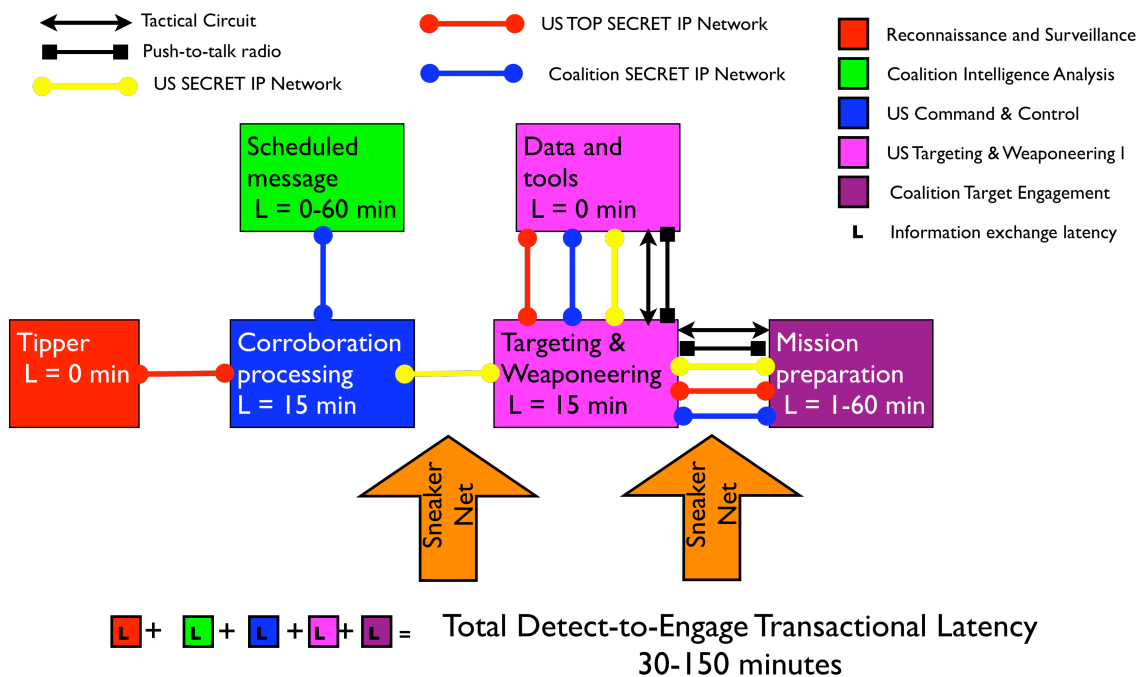 Tactical Circuit
Push-to-talk radio
US SECRET IP Network
US TOP SECRET IP Network
Coalition SECRET IP Network
Reconnaissance and Surveillance
Coalition Intelligence Analysis
US Command & Control
US Targeting & Weaponeering I
Coalition Target Engagement
L Information exchange latency
Scheduled
message
L = 0-60 min
Data and
tools
L = 0 min
Tipper
L = 0 min
Corroboration
processing
L = 15 min
Targeting &
Weaponeering
L = 15 min
Mission
preparation
L = 1-60 min
Sneaker
Net
Sneaker
Net
L + L + L + L + L = Total Detect-to-Engage Transactional Latency
30-150 minutes